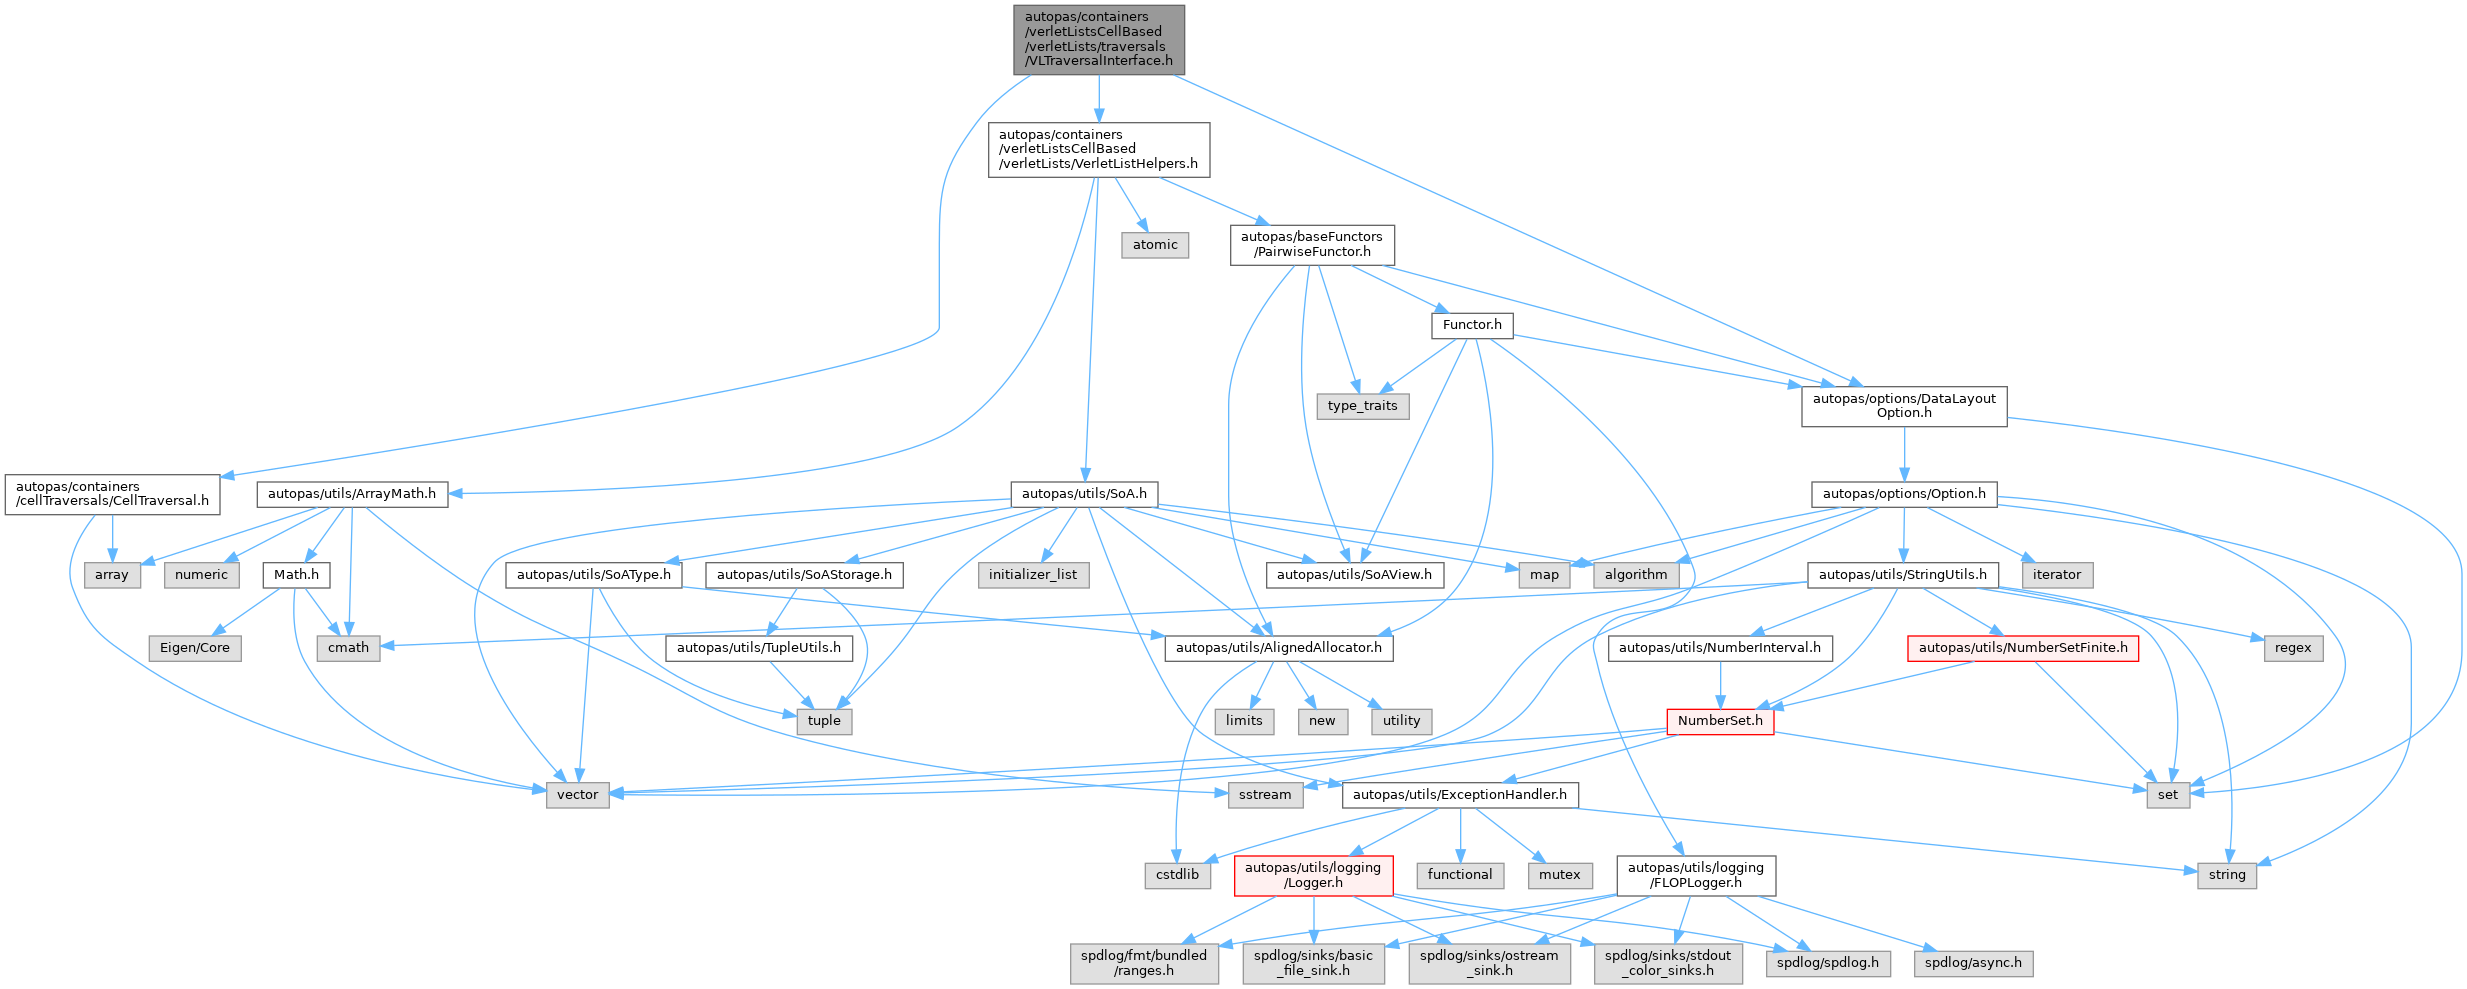 autopas/containers
/verletListsCellBased
/verletLists/traversals
/VLTraversalInterface.h
autopas/containers
/verletListsCellBased
/verletLists/VerletListHelpers.h
atomic
autopas/baseFunctors
/PairwiseFunctor.h
Functor.h
type_traits
autopas/options/DataLayout
Option.h
autopas/containers
/cellTraversals/CellTraversal.h
autopas/utils/ArrayMath.h
autopas/utils/SoA.h
autopas/options/Option.h
array
numeric
Math.h
autopas/utils/SoAType.h
autopas/utils/SoAStorage.h
initializer_list
autopas/utils/SoAView.h
map
algorithm
autopas/utils/StringUtils.h
iterator
Eigen/Core
cmath
autopas/utils/TupleUtils.h
autopas/utils/AlignedAllocator.h
autopas/utils/NumberInterval.h
autopas/utils/NumberSetFinite.h
regex
tuple
limits
new
utility
NumberSet.h
vector
sstream
autopas/utils/ExceptionHandler.h
set
cstdlib
autopas/utils/logging
/Logger.h
functional
mutex
autopas/utils/logging
/FLOPLogger.h
string
spdlog/fmt/bundled
/ranges.h
spdlog/sinks/basic
_file_sink.h
spdlog/sinks/ostream
_sink.h
spdlog/sinks/stdout
_color_sinks.h
spdlog/spdlog.h
spdlog/async.h